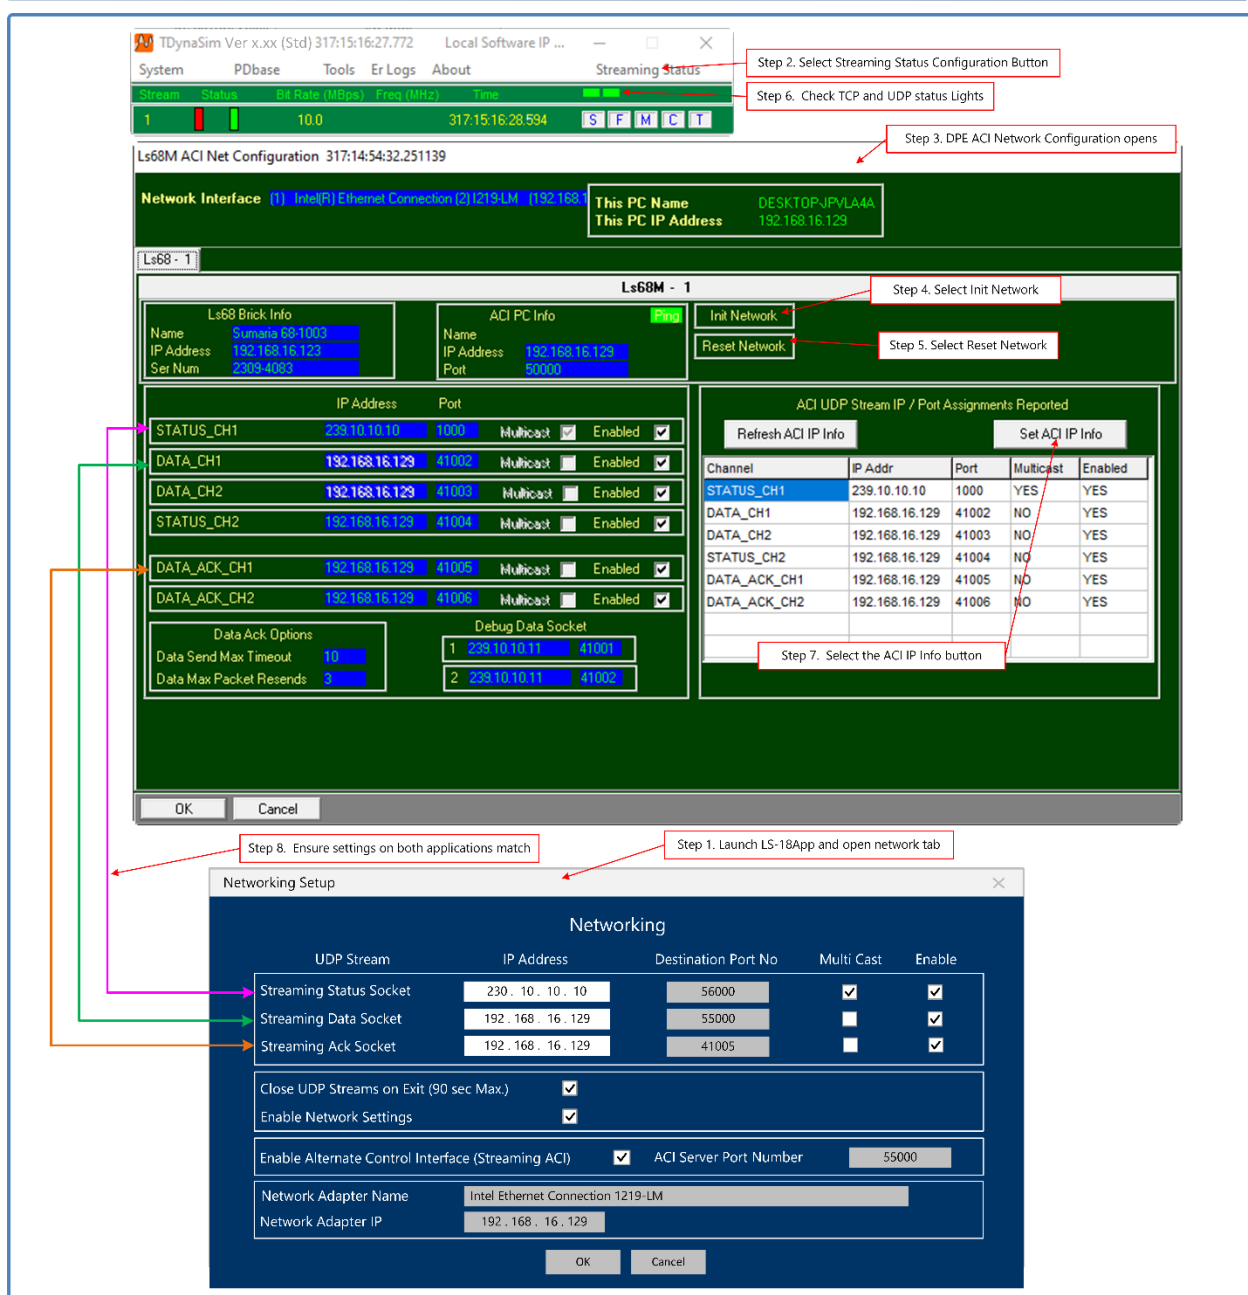 TDynaSim Ver x.xx (Std) 317:15:16:27.772 Local Software IP ...
System PDbase Tools Er Logs About Streaming Status
Stream Status Bit Rate (MBps) Freq (MHz) Time
1 10.0 317:15:16:28.594 S F M C T
Step 2. Select Streaming Status Configuration Button
Step 6. Check TCP and UDP status Lights
Step 3. DPE ACI Network Configuration opens
Ls68M ACI Net Configuration 317:14:54:32.251139
Network Interface (1) Intel(R) Ethernet Connection (2) I219-LM (192.168.1
This PC Name DESKTOP-JPVLA4A
This PC IP Address 192.168.16.129
Ls68 - 1
Ls68M - 1
Step 4. Select Init Network
Step 5. Select Reset Network
Ls68 Brick Info
Name Sumaria 68-1003
IP Address 192.168.16.123
Ser Num 2309-4083
ACI PC Info Ping
Name
IP Address 192.168.16.129
Port 50000
Init Network
Reset Network
IP Address Port
STATUS_CH1 239.10.10.10 1000 Multicast Enabled
DATA_CH1 192.168.16.129 41002 Multicast Enabled
DATA_CH2 192.168.16.129 41003 Multicast Enabled
STATUS_CH2 192.168.16.129 41004 Multicast Enabled
DATA_ACK_CH1 192.168.16.129 41005 Multicast Enabled
DATA_ACK_CH2 192.168.16.129 41006 Multicast Enabled
Data Ack Options
Data Send Max Timeout 10
Data Max Packet Resends 3
Debug Data Socket
1 239.10.10.11 41001
2 239.10.10.11 41002
ACI UDP Stream IP / Port Assignments Reported
Refresh ACI IP Info Set ACI IP Info
Channel IP Addr Port Multicast Enabled
STATUS_CH1 239.10.10.10 1000 YES YES
DATA_CH1 192.168.16.129 41002 NO YES
DATA_CH2 192.168.16.129 41003 NO YES
STATUS_CH2 192.168.16.129 41004 NO YES
DATA_ACK_CH1 192.168.16.129 41005 NO YES
DATA_ACK_CH2 192.168.16.129 41006 NO YES
Step 7. Select the ACI IP Info button
OK Cancel
Step 8. Ensure settings on both applications match
Step 1. Launch LS-18App and open network tab
Networking Setup
Networking
UDP Stream IP Address Destination Port No Multi Cast Enable
Streaming Status Socket 230 . 10 . 10 . 10 56000
Streaming Data Socket 192 . 168 . 16 . 129 55000
Streaming Ack Socket 192 . 168 . 16 . 129 41005
Close UDP Streams on Exit (90 sec Max.)
Enable Network Settings
Enable Alternate Control Interface (Streaming ACI) ACI Server Port Number 55000
Network Adapter Name Intel Ethernet Connection 1219-LM
Network Adapter IP 192 . 168 . 16 . 129
OK Cancel